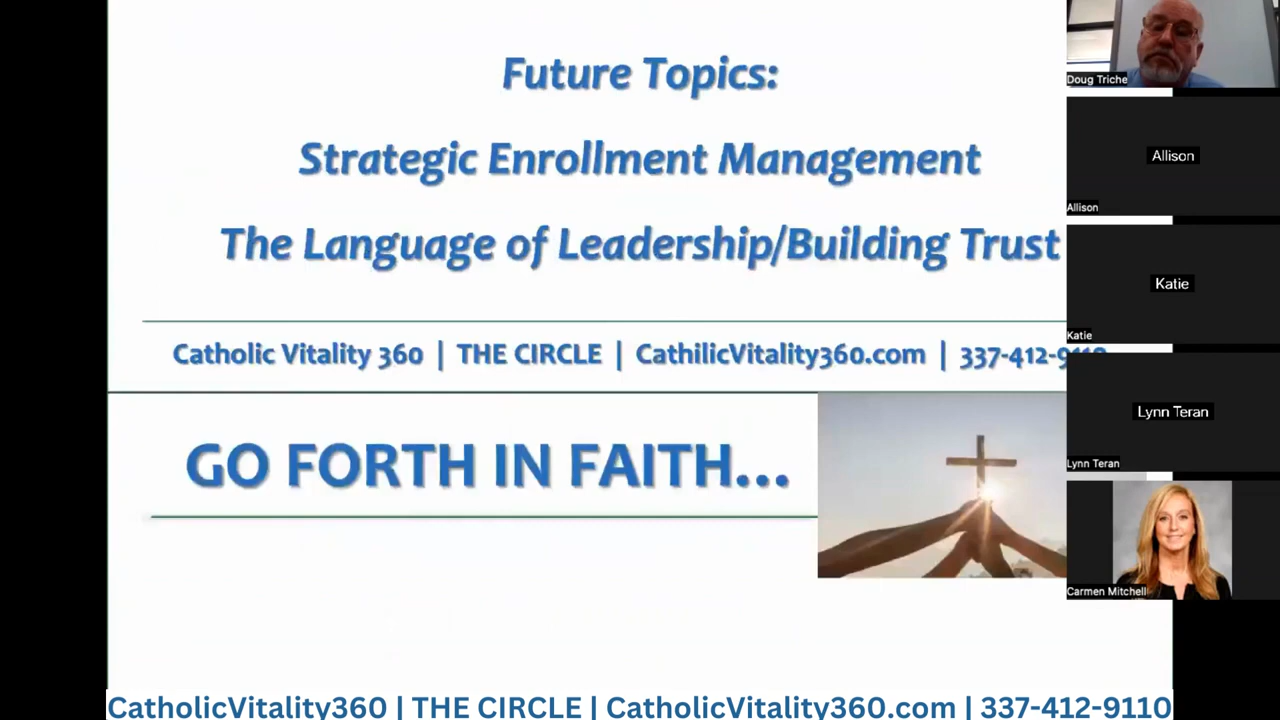 Future Topics:
Strategic Enrollment Management
The Language of Leadership/Building Trust
Catholic Vitality 360 | THE CIRCLE | CathilicVitality360.com | 337-412-9110
GO FORTH IN FAITH...
CatholicVitality360 | THE CIRCLE | CatholicVitality360.com | 337-412-9110
Doug Triche
Allison
Allison
Katie
Katie
Lynn Teran
Lynn Teran
Carmen Mitchell